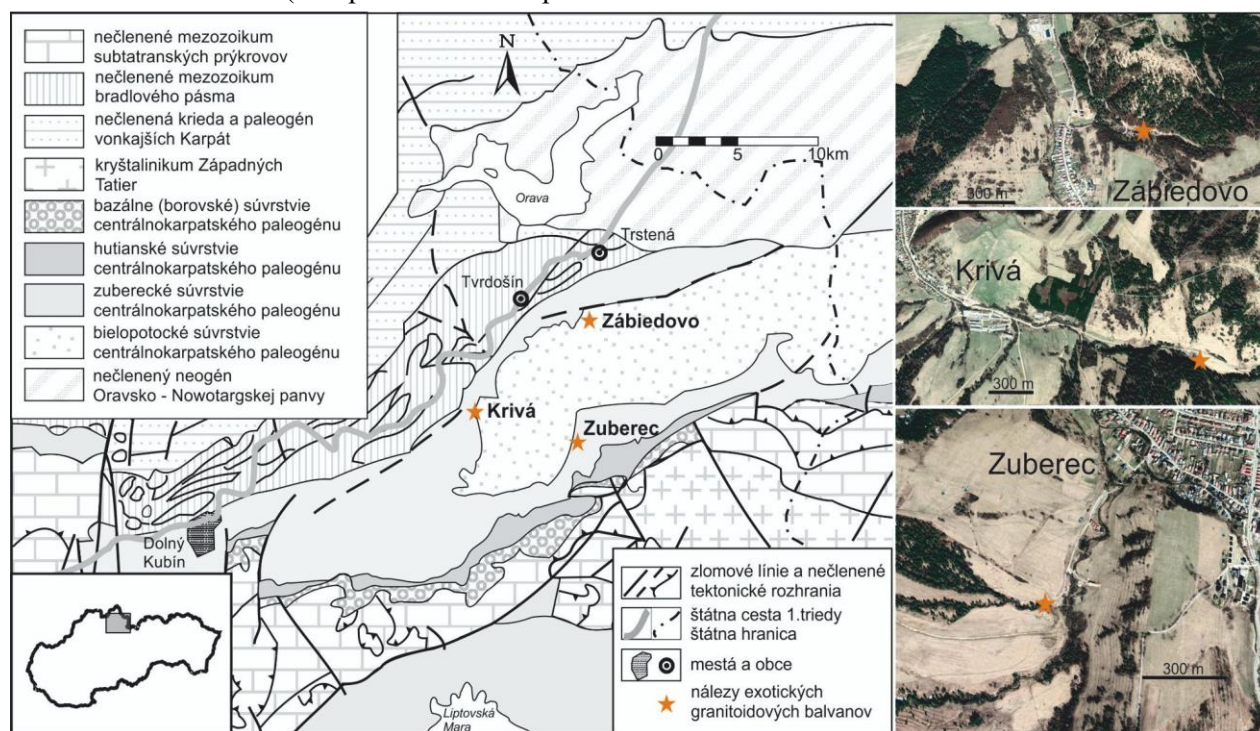 nečlenené mezozoikum
subtatranských prýkrovov
nečlenené mezozoikum
bradlového pásma
nečlenená krieda a paleogén
vonkajších Karpát
kryštalinikum Západných
Tatier
bazálne (borovské) súvrstvie
centrálnokarpatského paleogénu
hutianské súvrstvie
centrálnokarpatského paleogénu
zuberecké súvrstvie
centrálnokarpatského paleogénu
bielopotocké súvrstvie
centrálnokarpatského paleogénu
nečlenený neogén
Oravsko - Nowotargskej panvy
N
0 5 10km
Orava
Trstená
Tvrdošín
Zábiedovo
Krivá
Zuberec
Dolný
Kubín
Liptovská
Mara
zlomové línie a nečlenené
tektonické rozhrania
štátna cesta 1.triedy
štátna hranica
mestá a obce
nálezy exotických
granitoidových balvanov
300 m
Zábiedovo
Krivá
300 m
Zuberec
300 m